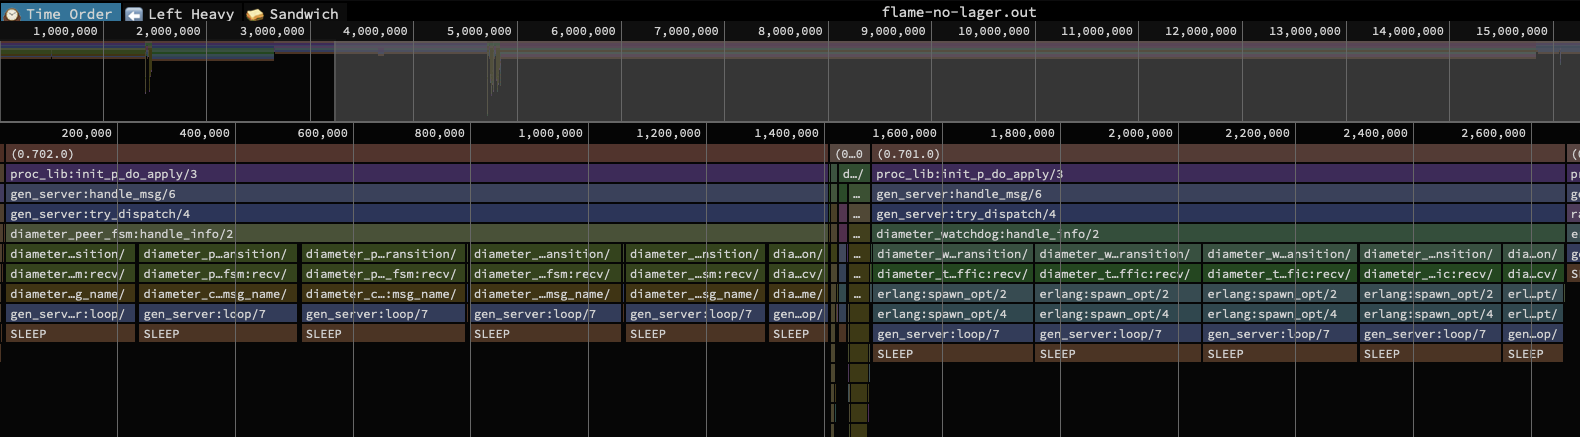 Time Order Left Heavy Sandwich flame-no-lager.out
1,000,000 2,000,000 3,000,000 4,000,000 5,000,000 6,000,000 7,000,000 8,000,000 9,000,000 10,000,000 11,000,000 12,000,000 13,000,000 14,000,000 15,000,000
200,000 400,000 600,000 800,000 1,000,000 1,200,000 1,400,000 1,600,000 1,800,000 2,000,000 2,200,000 2,400,000 2,600,000
(0.702.0) (0…0 (0.701.0)
proc_lib:init_p_do_apply/3 d…/ proc_lib:init_p_do_apply/3
gen_server:handle_msg/6 … gen_server:handle_msg/6
gen_server:try_dispatch/4 … gen_server:try_dispatch/4
diameter_peer_fsm:handle_info/2 … diameter_watchdog:handle_info/2
diameter…sition/ diameter_p…ansition/ diameter_p…ransition/ diameter_…ansition/ diameter_…nsition/ dia…on/ … diameter_w…ransition/ diameter_w…ransition/ diameter_w…ansition/ diameter_…nsition/ dia…on/
diameter…m:recv/ diameter_p…fsm:recv/ diameter_p…_fsm:recv/ diameter_…_fsm:recv/ diameter_…sm:recv/ dia…cv/ … diameter_t…ffic:recv/ diameter_t…ffic:recv/ diameter_t…fic:recv/ diameter_…ic:recv/ dia…cv/
diameter…g_name/ diameter_c…msg_name/ diameter_c…:msg_name/ diameter_…msg_name/ diameter_…sg_name/ dia…me/ … erlang:spawn_opt/2 erlang:spawn_opt/2 erlang:spawn_opt/2 erlang:spawn_opt/2 erl…pt/
gen_serv…r:loop/ gen_server:loop/7 gen_server:loop/7 gen_server:loop/7 gen_server:loop/7 gen…op/ erlang:spawn_opt/4 erlang:spawn_opt/4 erlang:spawn_opt/4 erlang:spawn_opt/4 erl…pt/
SLEEP SLEEP SLEEP SLEEP SLEEP SLEEP gen_server:loop/7 gen_server:loop/7 gen_server:loop/7 gen_server:loop/7 gen…op/
SLEEP SLEEP SLEEP SLEEP SLEEP